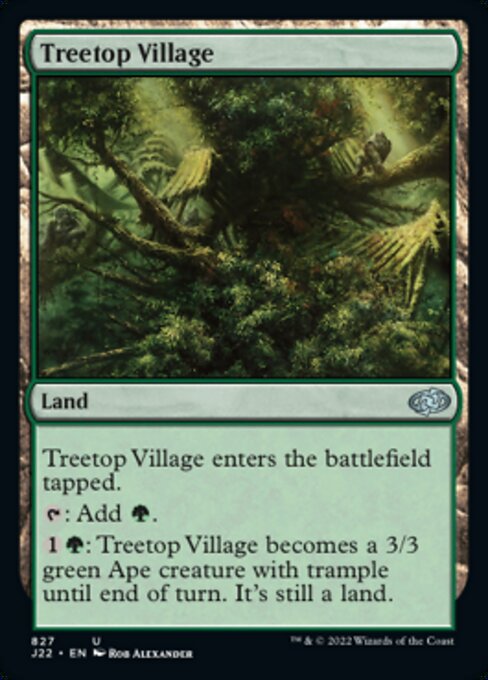 Treetop Village
Land
Treetop Village enters the battlefield
tapped.
: Add .
1 : Treetop Village becomes a 3/3
green Ape creature with trample
until end of turn. It's still a land.
827 U
J22 • EN Rob Alexander
™ & © 2022 Wizards of the Coast